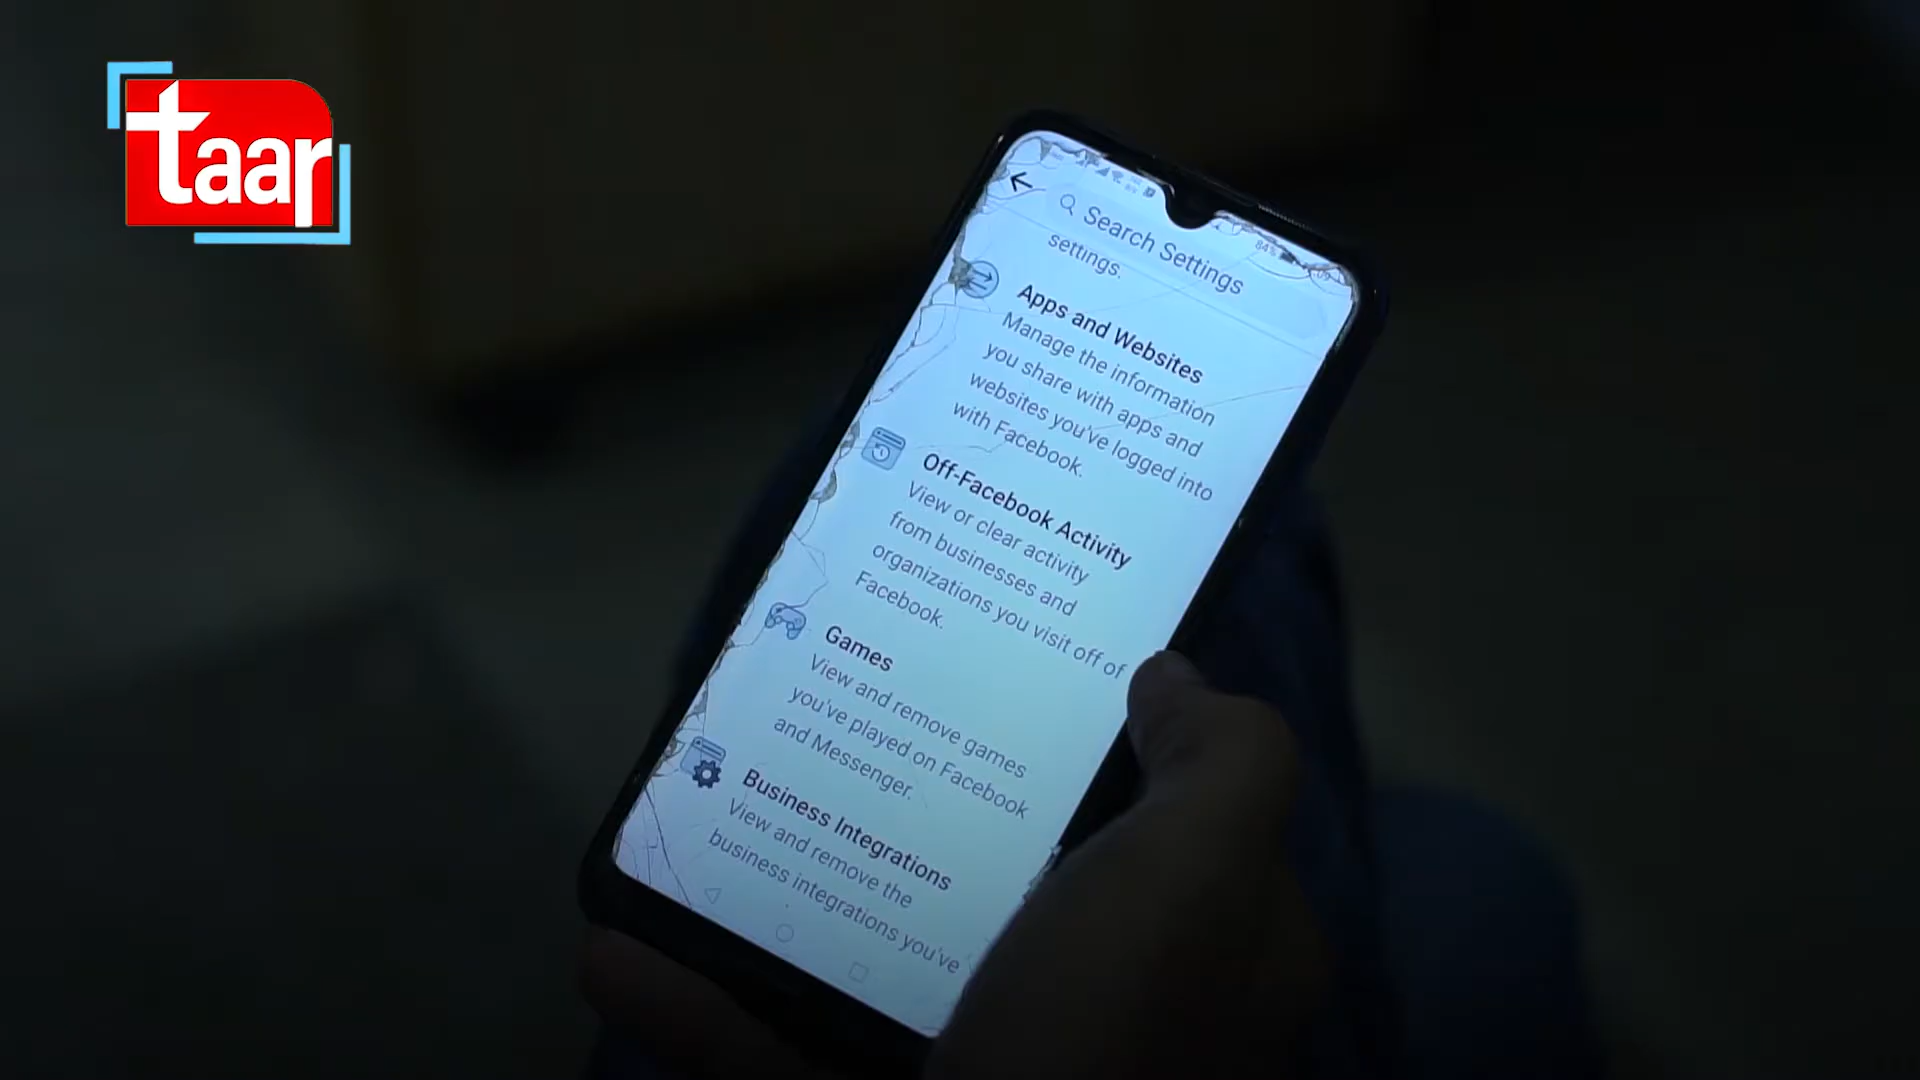 taar
Search Settings
84%
settings.
Apps and Websites
Manage the information
you share with apps and
websites you've logged into
with Facebook.
Off-Facebook Activity
View or clear activity
from businesses and
organizations you visit off of
Facebook.
Games
View and remove games
you've played on Facebook
and Messenger.
Business Integrations
View and remove the
business integrations you've